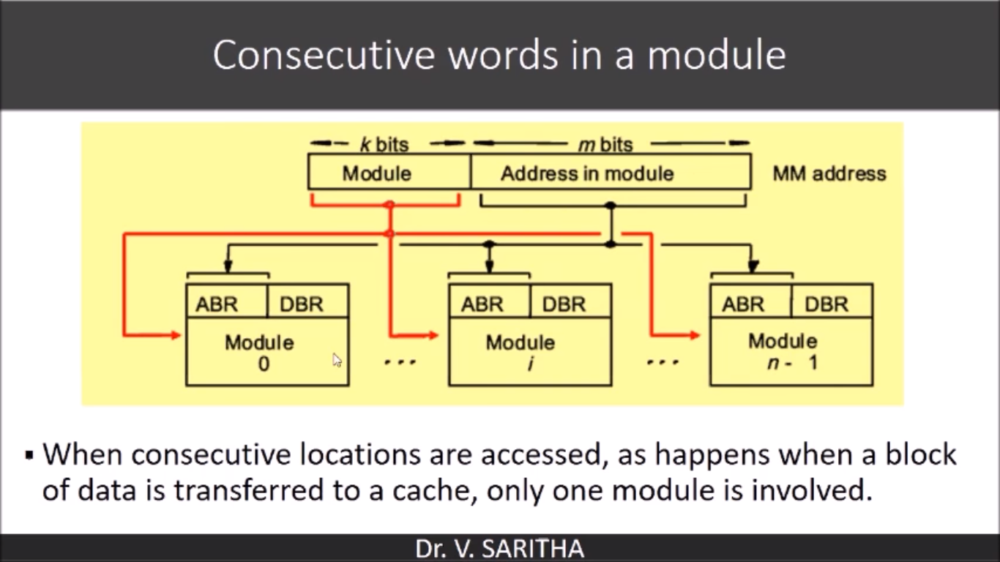 Consecutive words in a module
k bits m bits
Module Address in module MM address
ABR DBR ABR DBR ABR DBR
Module Module Module
0 ... i ... n - 1
▪ When consecutive locations are accessed, as happens when a block
of data is transferred to a cache, only one module is involved.
Dr. V. SARITHA